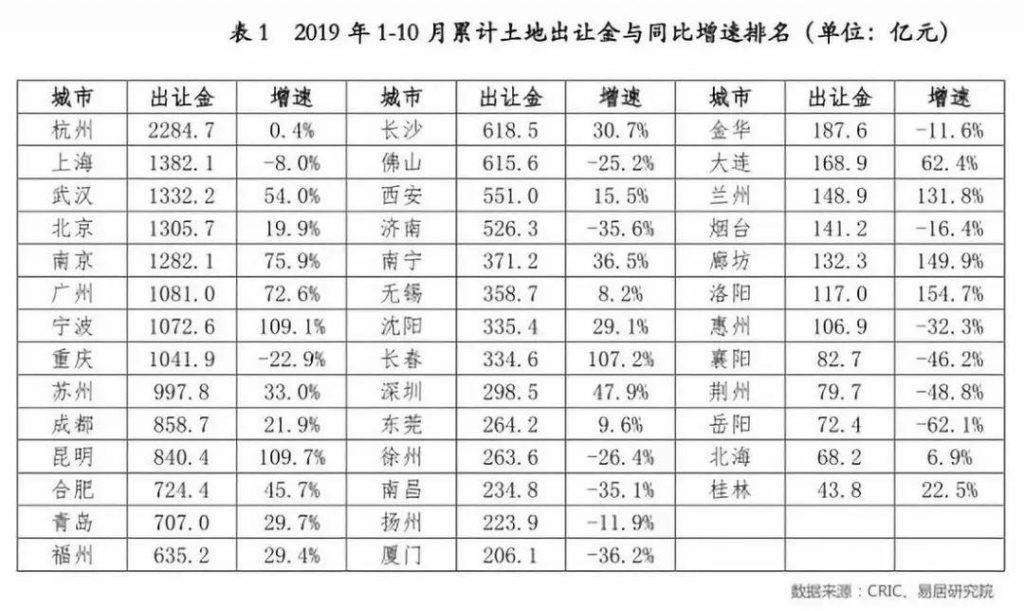 表1 2019 年 1-10 月累计土地出让金与同比增速排名（单位：亿元）
城市 出让金 增速 城市 出让金 增速 城市 出让金 增速
杭州 2284.7 0.4% 长沙 618.5 30.7% 金华 187.6 -11.6%
上海 1382.1 -8.0% 佛山 615.6 -25.2% 大连 168.9 62.4%
武汉 1332.2 54.0% 西安 551.0 15.5% 兰州 148.9 131.8%
北京 1305.7 19.9% 济南 526.3 -35.6% 烟台 141.2 -16.4%
南京 1282.1 75.9% 南宁 371.2 36.5% 廊坊 132.3 149.9%
广州 1081.0 72.6% 无锡 358.7 8.2% 洛阳 117.0 154.7%
宁波 1072.6 109.1% 沈阳 335.4 29.1% 惠州 106.9 -32.3%
重庆 1041.9 -22.9% 长春 334.6 107.2% 襄阳 82.7 -46.2%
苏州 997.8 33.0% 深圳 298.5 47.9% 荆州 79.7 -48.8%
成都 858.7 21.9% 东莞 264.2 9.6% 岳阳 72.4 -62.1%
昆明 840.4 109.7% 徐州 263.6 -26.4% 北海 68.2 6.9%
合肥 724.4 45.7% 南昌 234.8 -35.1% 桂林 43.8 22.5%
青岛 707.0 29.7% 扬州 223.9 -11.9%
福州 635.2 29.4% 厦门 206.1 -36.2%
数据来源：CRIC、易居研究院